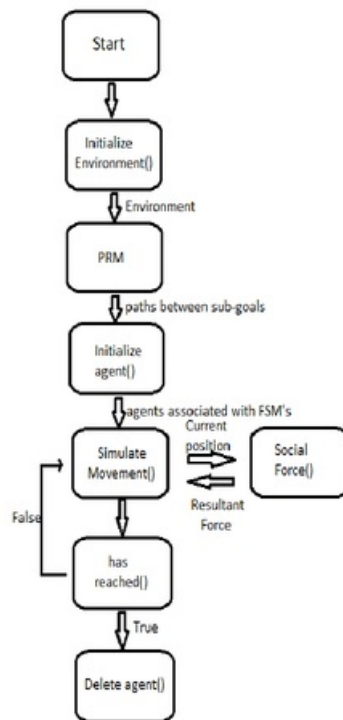 Start
Initialize
Environment()
Environment
PRM
paths between sub-goals
Initialize
agent()
agents associated with FSM's
Simulate
Movement()
Current
position
Social
Force()
Resultant
Force
False
has
reached()
True
Delete agent()